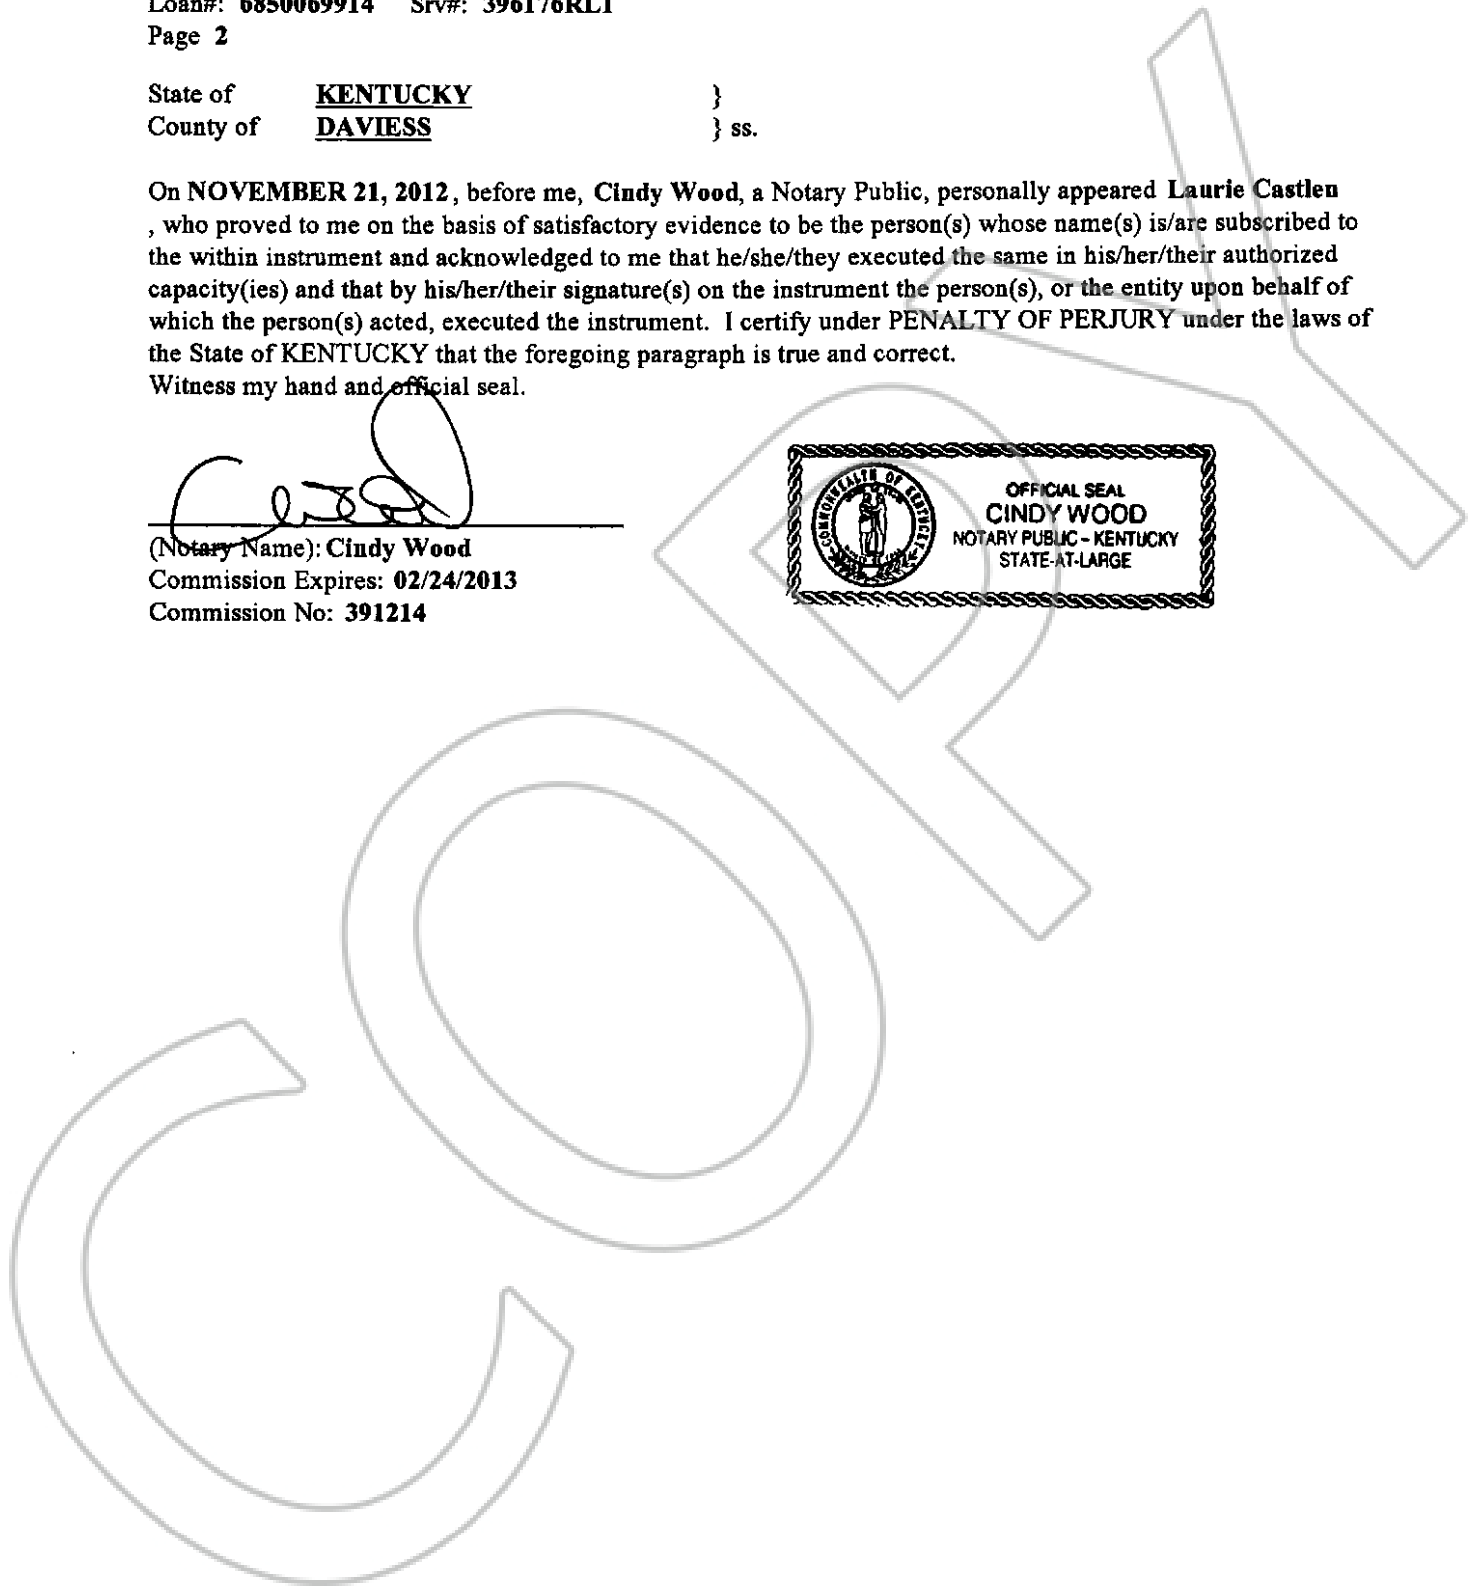 Loan#: 6850069914 Srv#: 396176RL1
Page 2
State of KENTUCKY }
County of DAVIESS } ss.
On NOVEMBER 21, 2012, before me, Cindy Wood, a Notary Public, personally appeared Laurie Castlen
, who proved to me on the basis of satisfactory evidence to be the person(s) whose name(s) is/are subscribed to
the within instrument and acknowledged to me that he/she/they executed the same in his/her/their authorized
capacity(ies) and that by his/her/their signature(s) on the instrument the person(s), or the entity upon behalf of
which the person(s) acted, executed the instrument. I certify under PENALTY OF PERJURY under the laws of
the State of KENTUCKY that the foregoing paragraph is true and correct.
Witness my hand and official seal.
(Notary Name): Cindy Wood
Commission Expires: 02/24/2013
Commission No: 391214
COMMONWEALTH OF KENTUCKY
OFFICIAL SEAL
CINDY WOOD
NOTARY PUBLIC - KENTUCKY
STATE-AT-LARGE
COPY